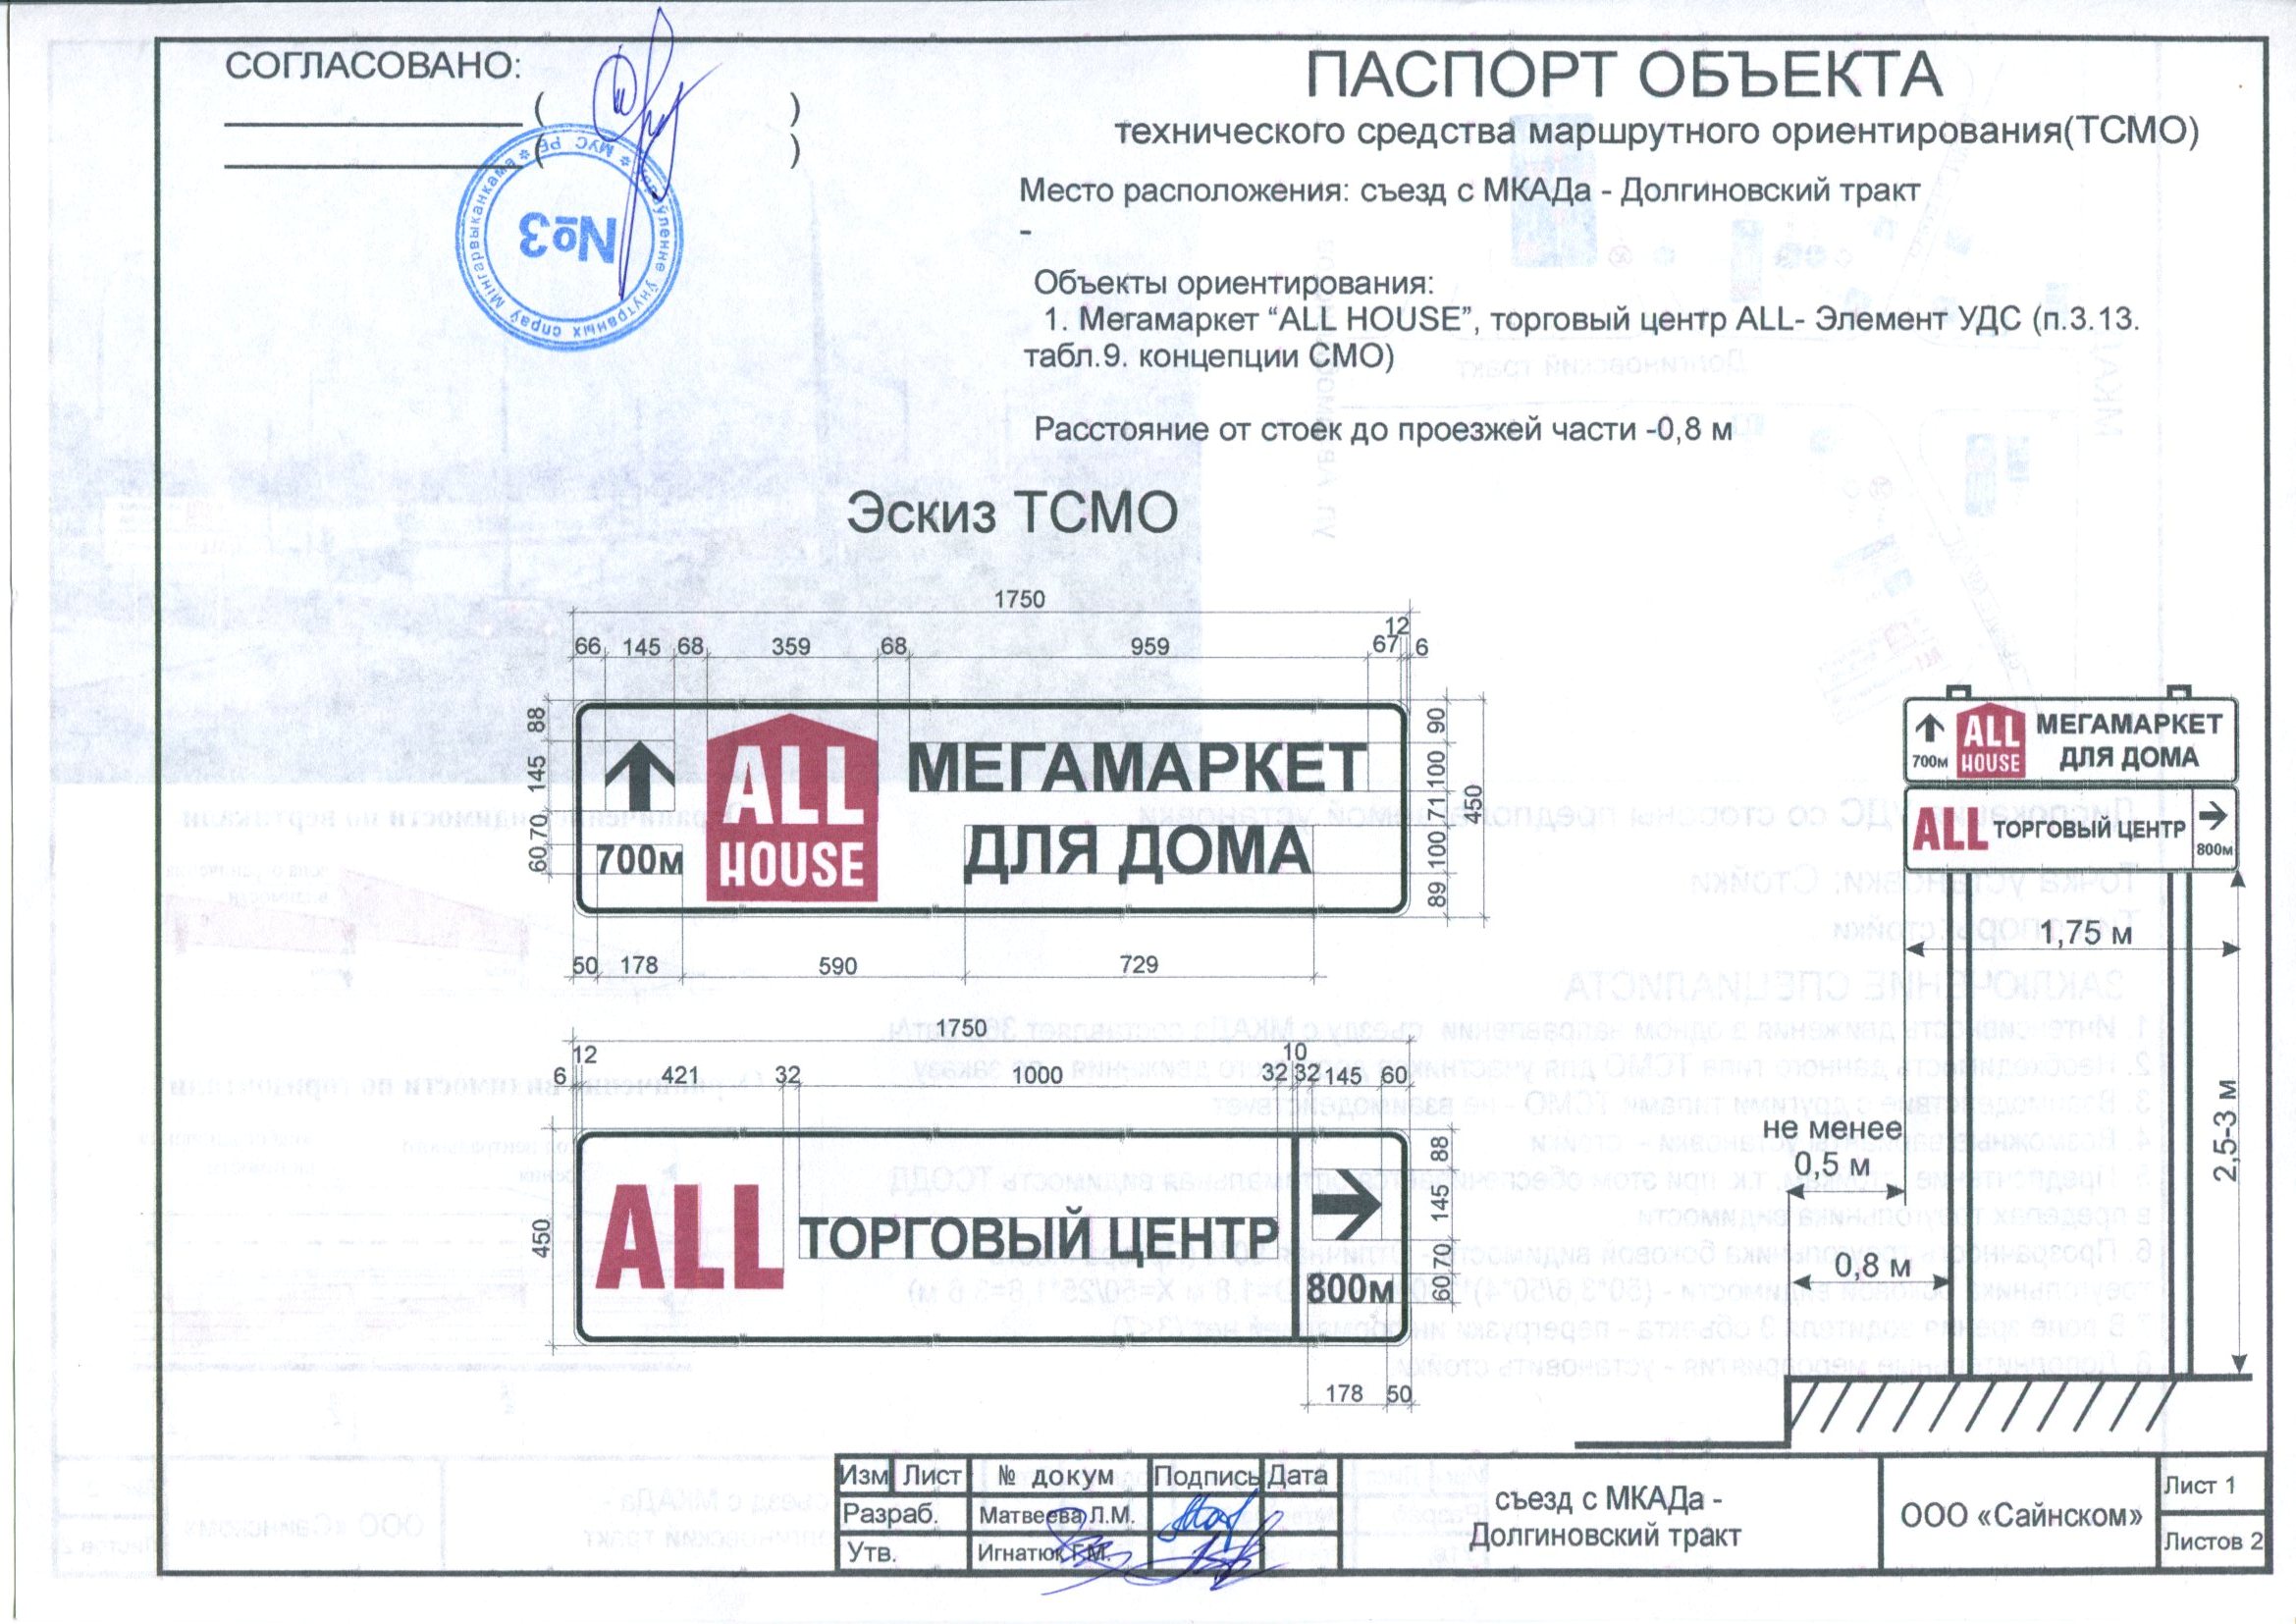 СОГЛАСОВАНО:
( )
( )
№3
Мінгарвыканкама * МУС РБ *
ўнутраных спраў
ПАСПОРТ ОБЪЕКТА
технического средства маршрутного ориентирования(ТСМО)
Место расположения: съезд с МКАДа - Долгиновский тракт
-
Объекты ориентирования:
1. Мегамаркет “ALL HOUSE”, торговый центр ALL- Элемент УДС (п.3.13.
табл.9. концепции СМО)
Расстояние от стоек до проезжей части -0,8 м
Эскиз ТСМО
1750
12
66 145 68 359 68 959 67 6
88 145 70 60
90 100 71 100 89
450
ALL
HOUSE
700м
МЕГАМАРКЕТ
ДЛЯ ДОМА
50 178 590 729
1750
12 10
6 421 32 1000 32 32 145 60
450
ALL ТОРГОВЫЙ ЦЕНТР
800м
88 145 70 60
178 50
700м
ALL
HOUSE
МЕГАМАРКЕТ
ДЛЯ ДОМА
ALL ТОРГОВЫЙ ЦЕНТР
800м
1,75 м
не менее
0,5 м
0,8 м
2,5-3 м
Изм Лист № докум Подпись Дата
Разраб. Матвеева Л.М.
Утв. Игнатюк Г.М.
съезд с МКАДа -
Долгиновский тракт
ООО «Сайнском»
Лист 1
Листов 2